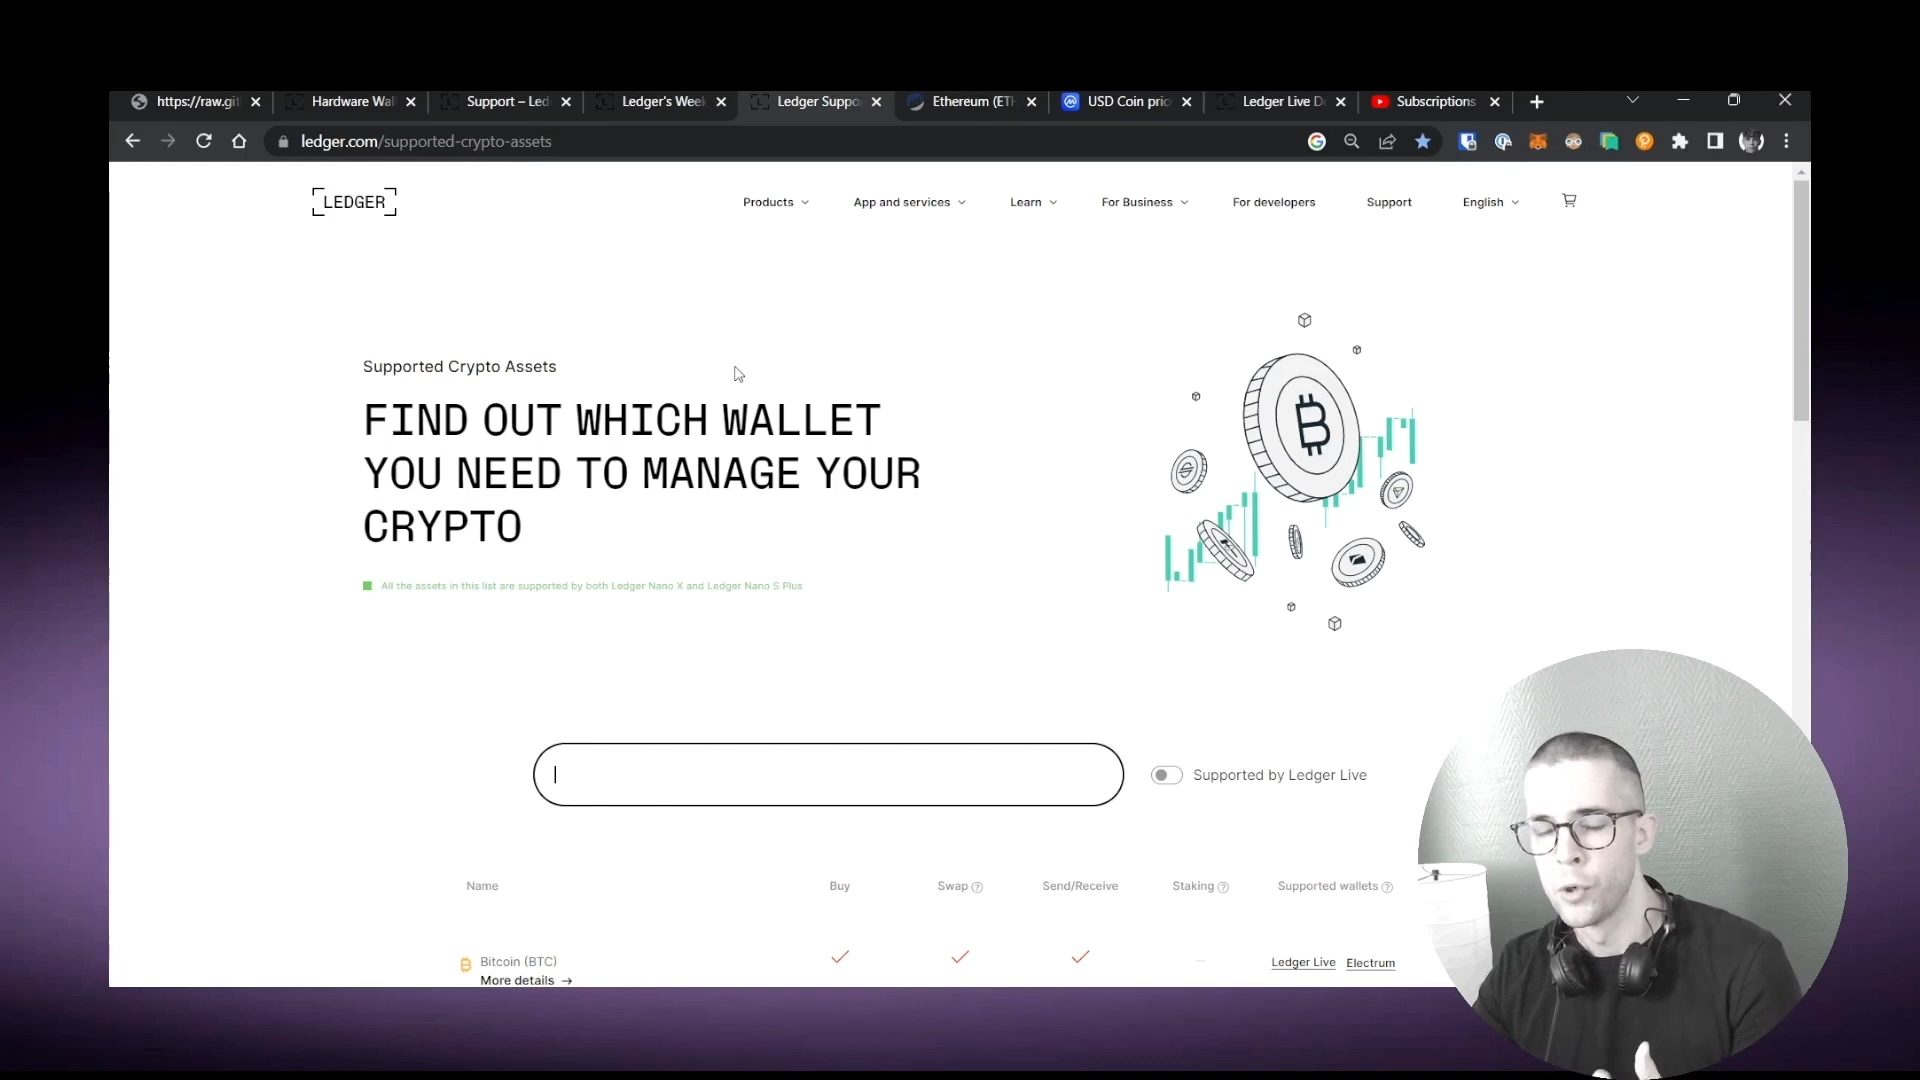 https://raw.git
Hardware Wal
Support – Led
Ledger's Week
Ledger Suppo
Ethereum (ETH
USD Coin pric
Ledger Live D
Subscriptions
ledger.com/supported-crypto-assets
LEDGER
Products
App and services
Learn
For Business
For developers
Support
English
Supported Crypto Assets
FIND OUT WHICH WALLET
YOU NEED TO MANAGE YOUR
CRYPTO
All the assets in this list are supported by both Ledger Nano X and Ledger Nano S Plus
Supported by Ledger Live
Name
Buy
Swap
Send/Receive
Staking
Supported wallets
Bitcoin (BTC)
More details →
Ledger Live
Electrum